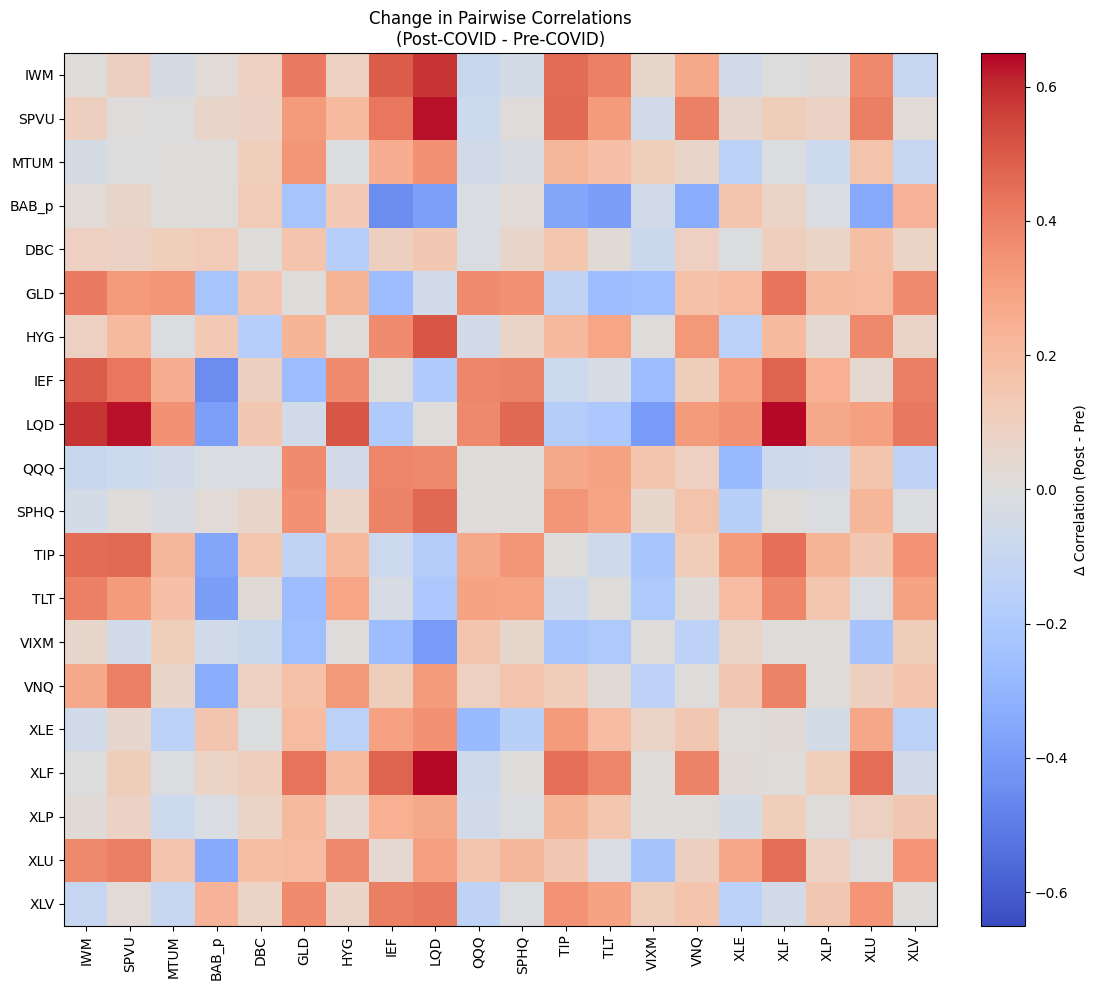 Change in Pairwise Correlations
(Post-COVID - Pre-COVID)
IWM
SPVU
MTUM
BAB_p
DBC
GLD
HYG
IEF
LQD
QQQ
SPHQ
TIP
TLT
VIXM
VNQ
XLE
XLF
XLP
XLU
XLV
IWM
SPVU
MTUM
BAB_p
DBC
GLD
HYG
IEF
LQD
QQQ
SPHQ
TIP
TLT
VIXM
VNQ
XLE
XLF
XLP
XLU
XLV
0.6
0.4
0.2
0.0
−0.2
−0.4
−0.6
Δ Correlation (Post - Pre)